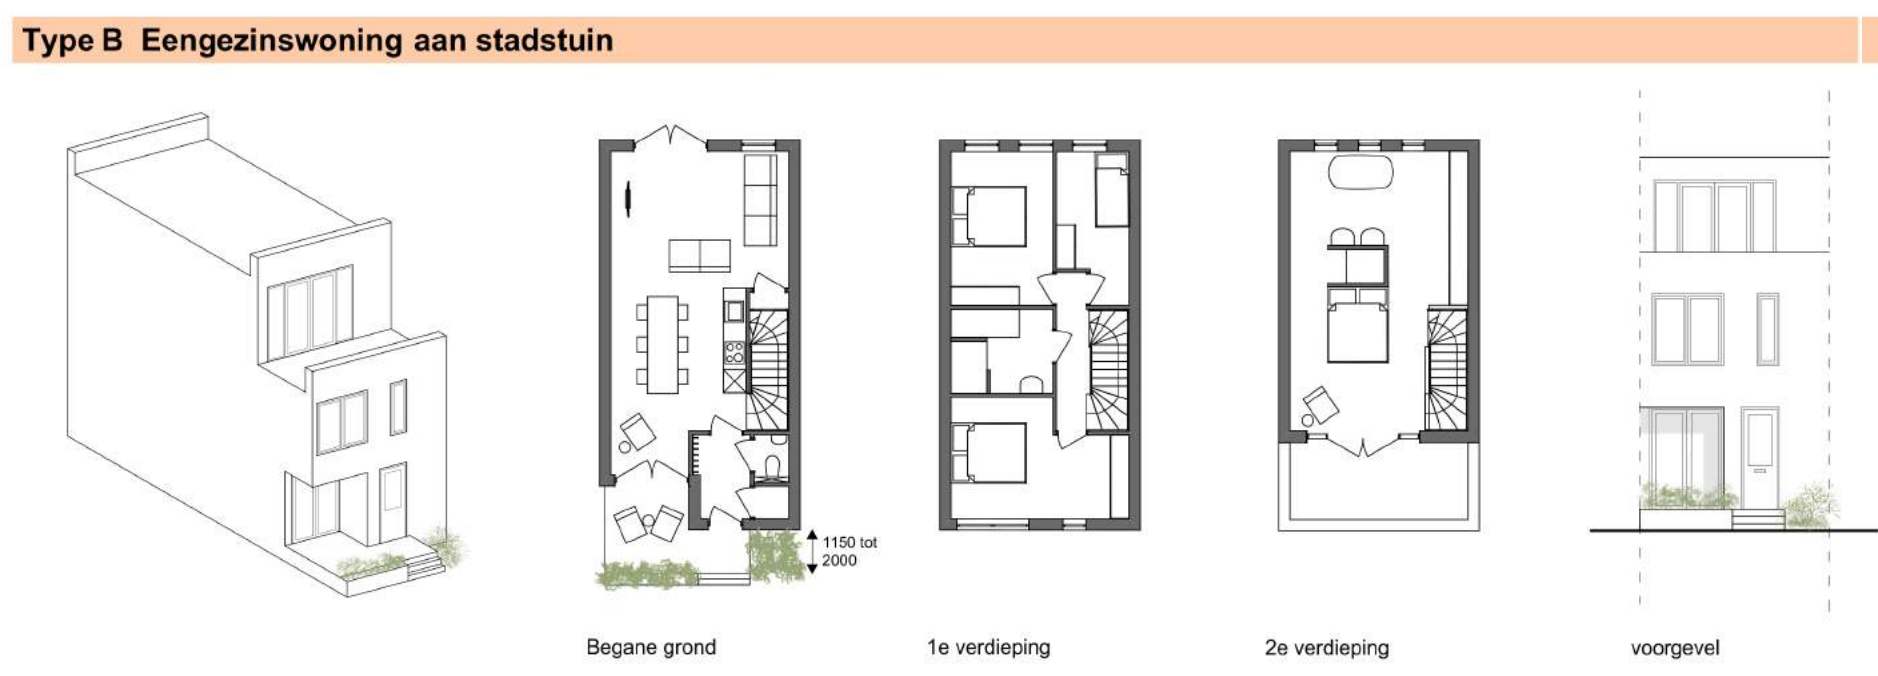 Type B Eengezinswoning aan stadstuin
1150 tot
2000
Begane grond
1e verdieping
2e verdieping
voorgevel